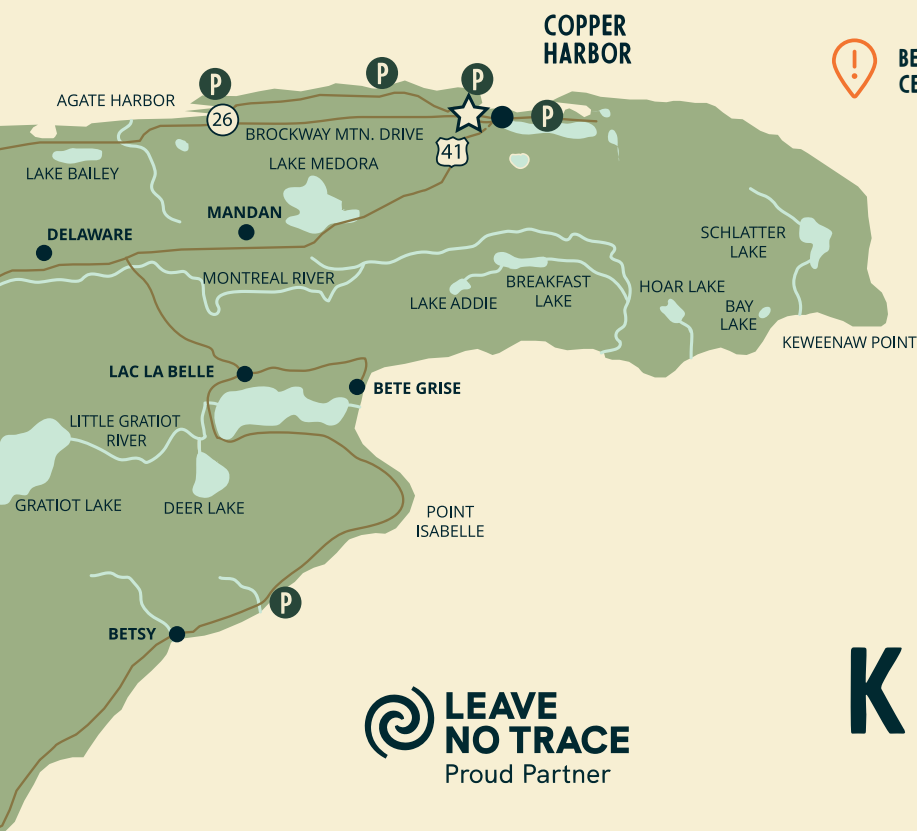 COPPER
HARBOR
P
P
P
P
AGATE HARBOR
26
BROCKWAY MTN. DRIVE
41
LAKE MEDORA
LAKE BAILEY
MANDAN
DELAWARE
SCHLATTER
LAKE
MONTREAL RIVER
LAKE ADDIE
BREAKFAST
LAKE
HOAR LAKE
BAY
LAKE
KEWEENAW POINT
LAC LA BELLE
BETE GRISE
LITTLE GRATIOT
RIVER
GRATIOT LAKE
DEER LAKE
POINT
ISABELLE
P
BETSY
LEAVE
NO TRACE
Proud Partner
BE
CE
K